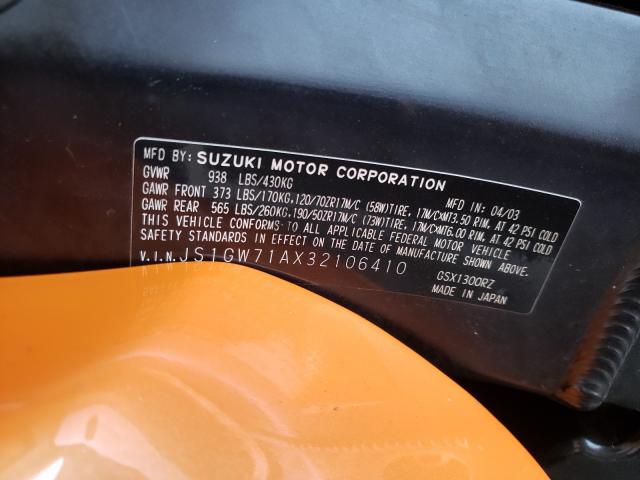 MFD BY: SUZUKI MOTOR CORPORATION
MFD IN 04/03
GVWR 938 LBS/430KG
GAWR FRONT 373 LBS/170KG,120/70ZR17M/C (58W)TIRE, 17M/C×MT3.50 RIM, AT 42 PSI COLD
GAWR REAR 565 LBS/260KG,190/50ZR17M/C (73W)TIRE, 17M/C×MT6.00 RIM, AT 42 PSI COLD
THIS VEHICLE CONFORMS TO ALL APPLICABLE FEDERAL MOTOR VEHICLE
SAFETY STANDARDS IN EFFECT ON THE DATE OF MANUFACTURE SHOWN ABOVE.
V.I.N. JS1GW71AX32106410
GSX1300RZ
MADE IN JAPAN